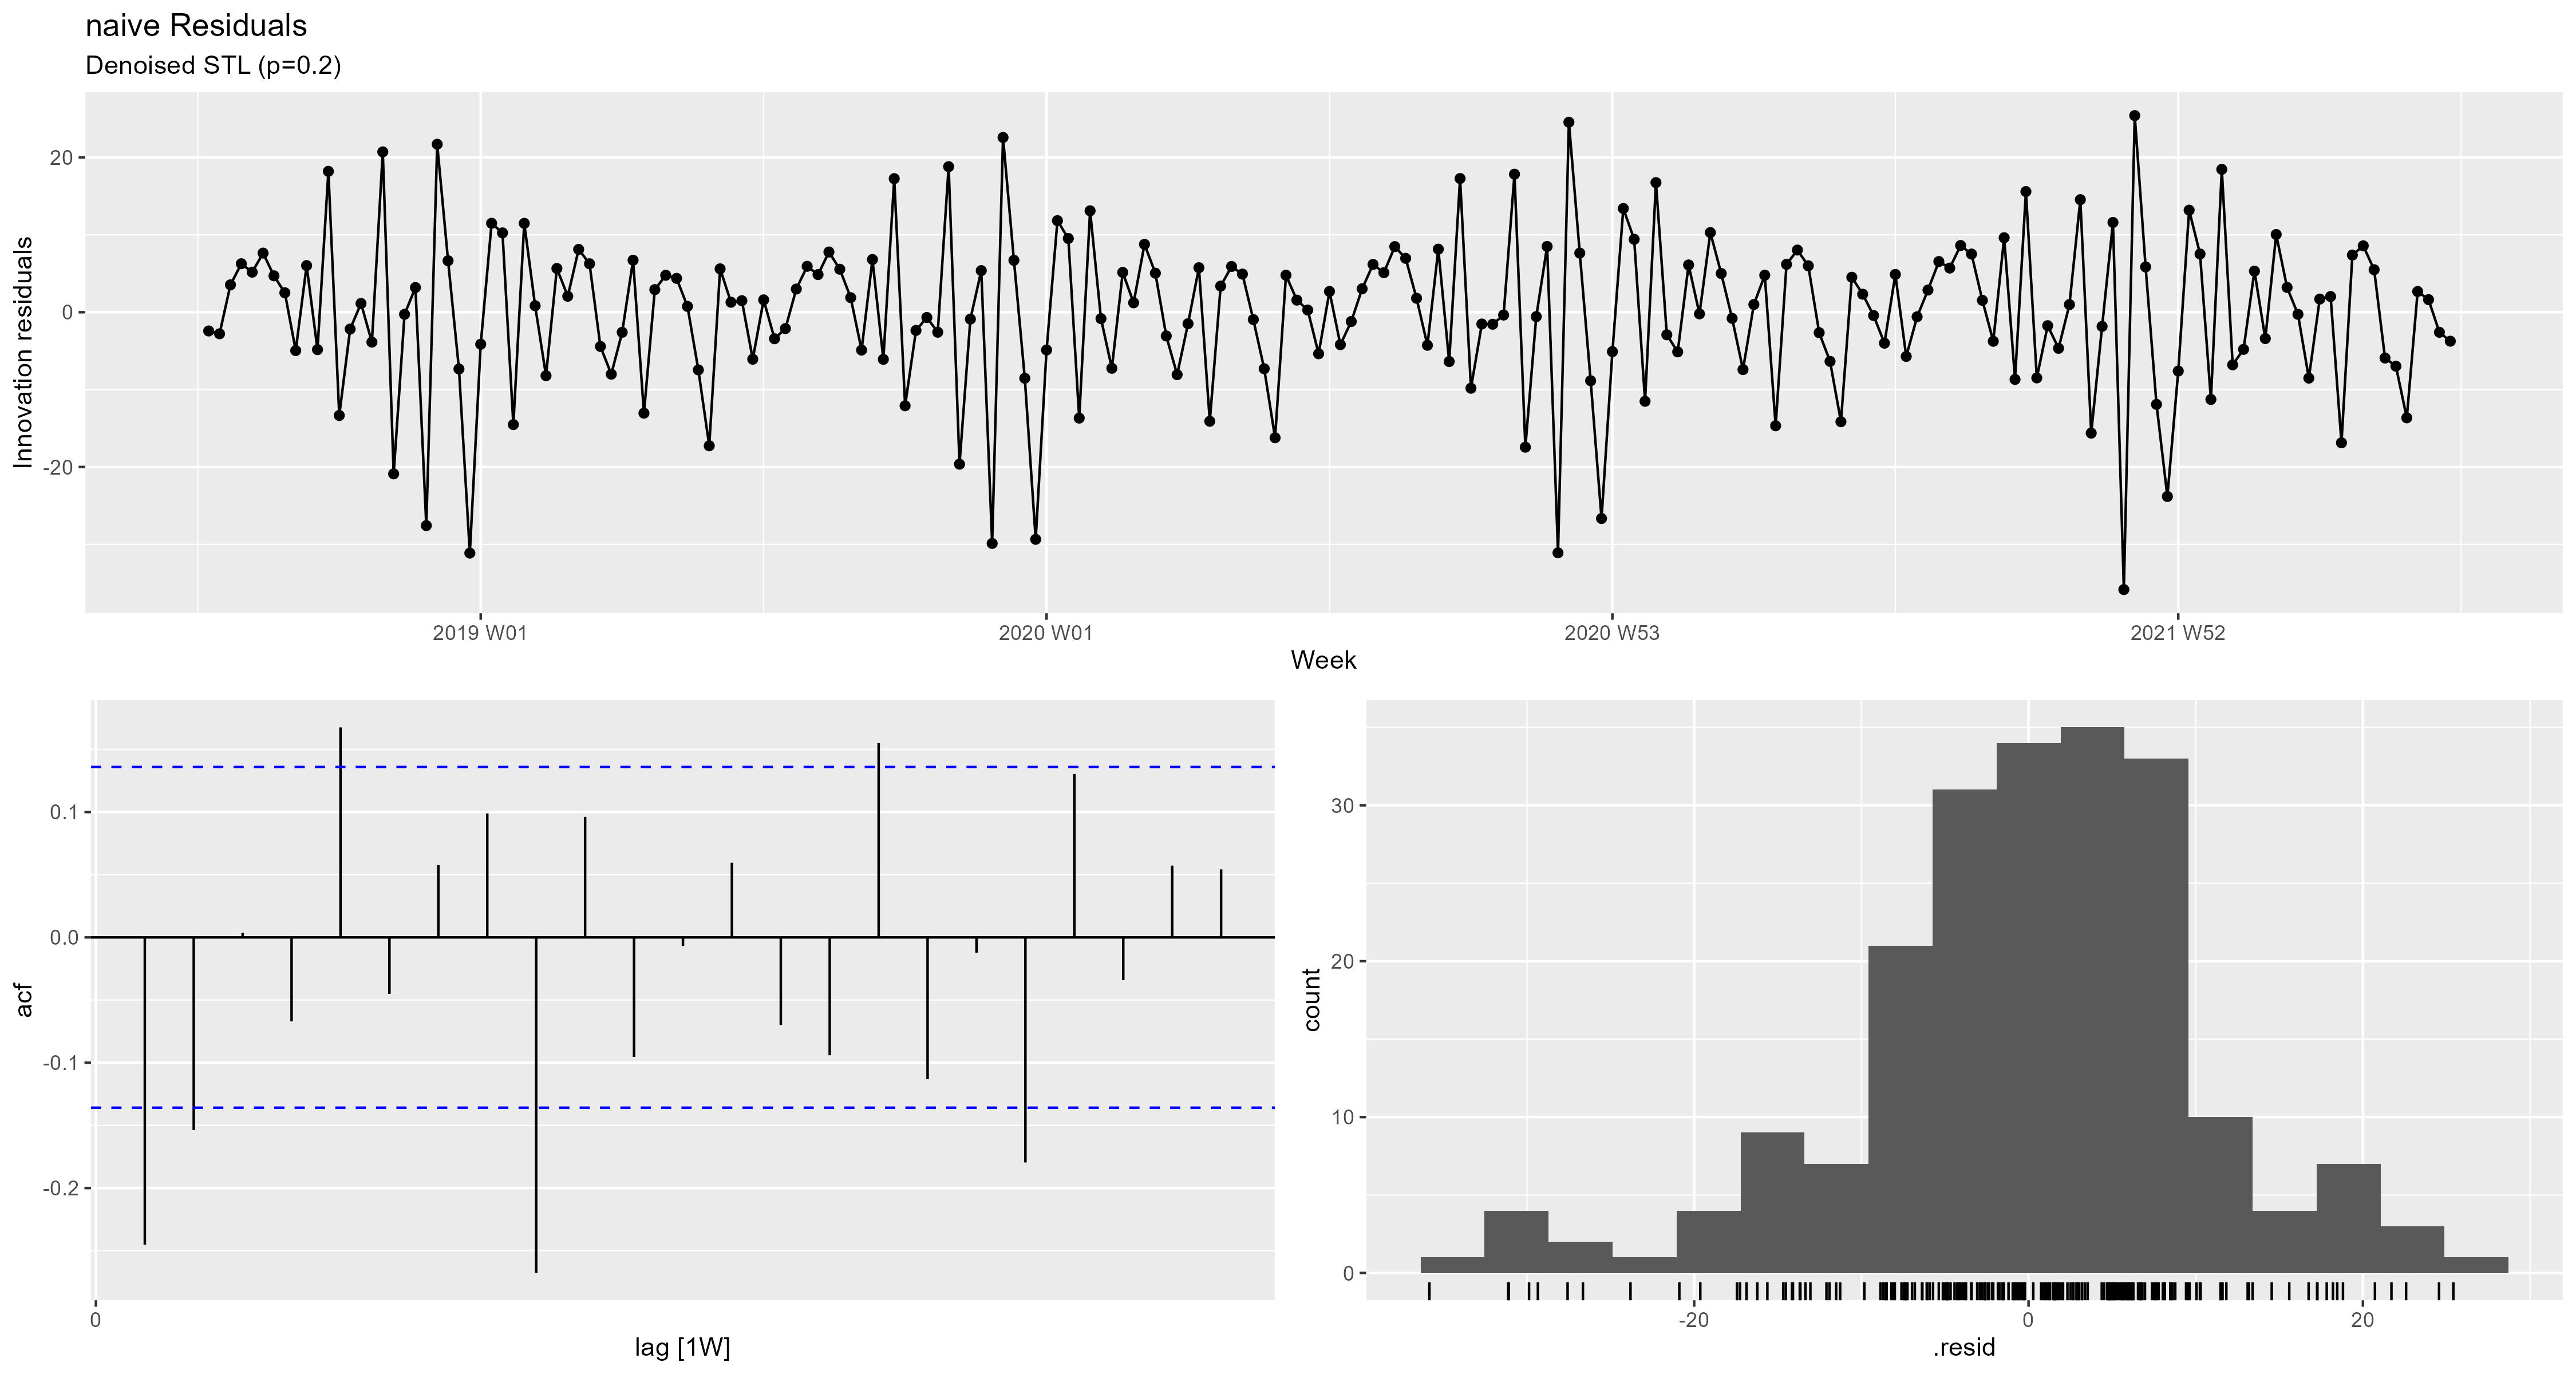 naive Residuals
Denoised STL (p=0.2)
Innovation residuals
20
0
-20
2019 W01
2020 W01
2020 W53
2021 W52
Week
acf
0.1
0.0
-0.1
-0.2
0
lag [1W]
count
30
20
10
0
-20
0
20
.resid